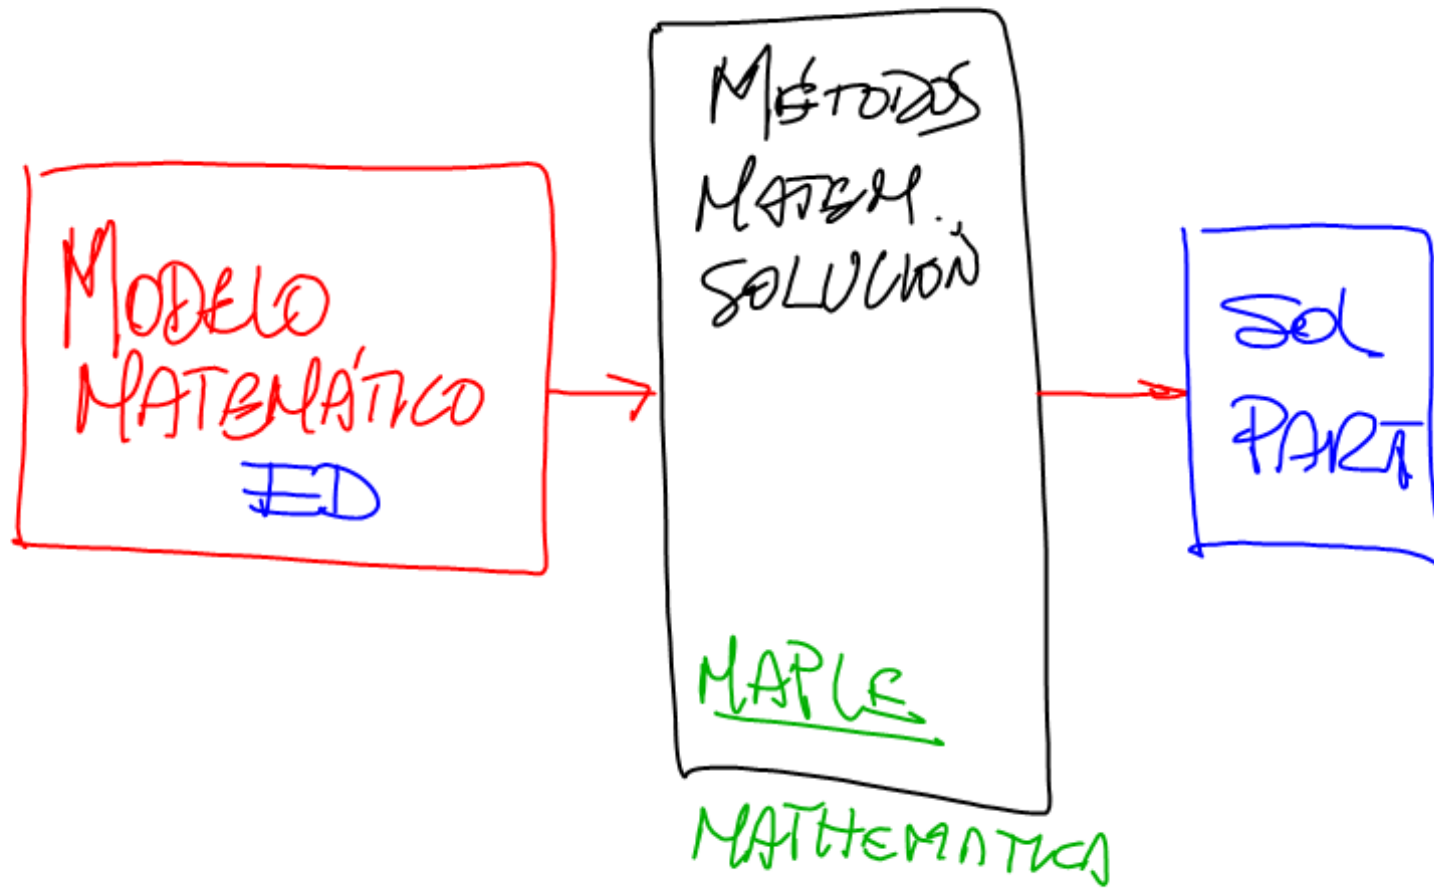 MODELO
MATEMÁTICO
ED
MÉTODOS
MATEM.
SOLUCIÓN
MAPLE
MATHEMATICA
SOL
PART